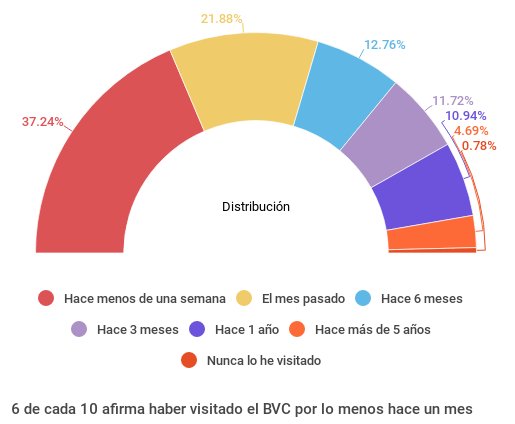 21.88%
12.76%
37.24%
11.72%
10.94%
4.69%
0.78%
Distribución
Hace menos de una semana El mes pasado Hace 6 meses
Hace 3 meses Hace 1 año Hace más de 5 años
Nunca lo he visitado
6 de cada 10 afirma haber visitado el BVC por lo menos hace un mes